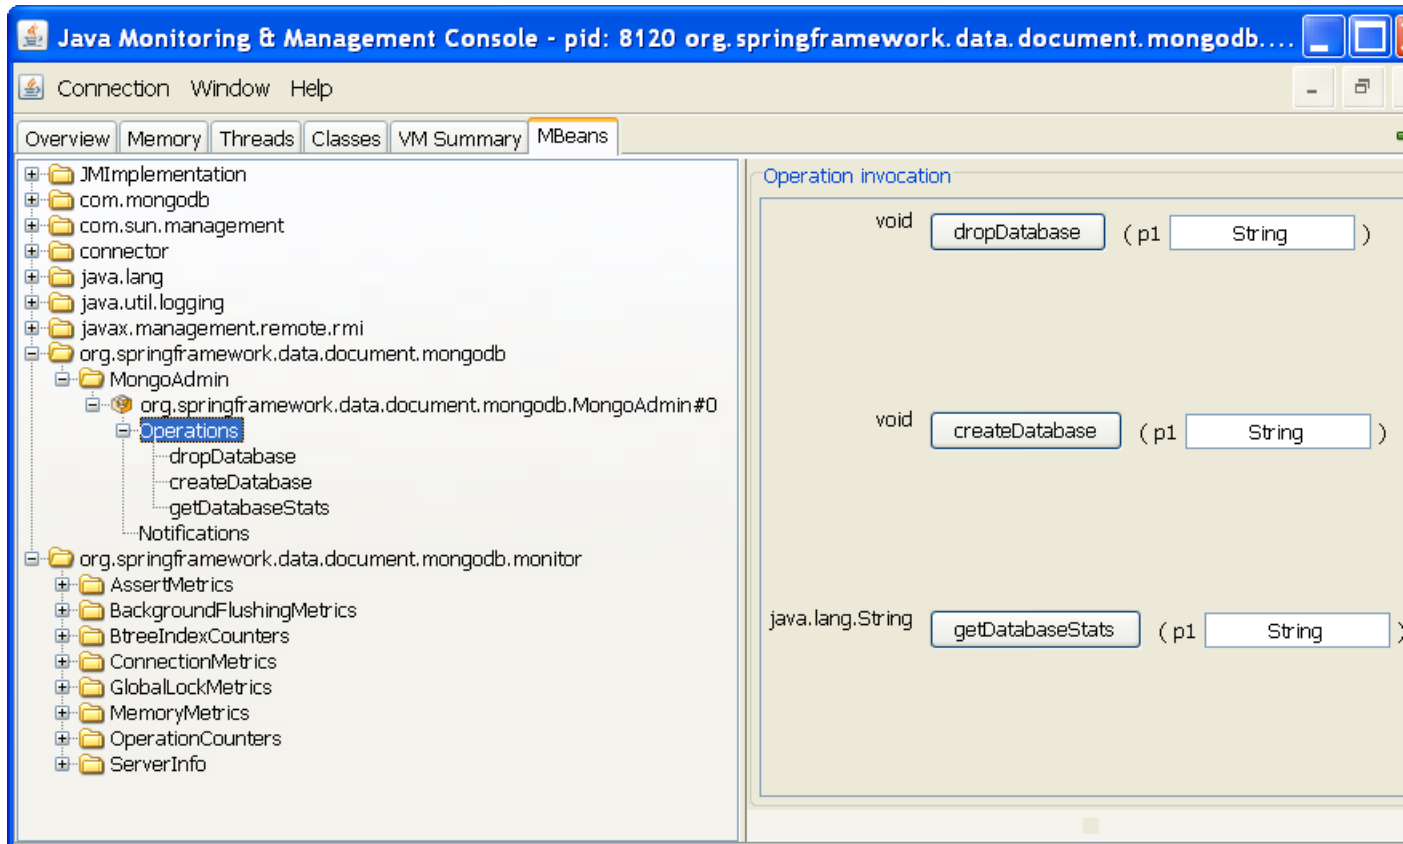 Java Monitoring & Management Console - pid: 8120 org.springframework.data.document.mongodb....
Connection Window Help
Overview Memory Threads Classes VM Summary MBeans
JMImplementation
com.mongodb
com.sun.management
connector
java.lang
java.util.logging
javax.management.remote.rmi
org.springframework.data.document.mongodb
MongoAdmin
org.springframework.data.document.mongodb.MongoAdmin#0
Operations
dropDatabase
createDatabase
getDatabaseStats
Notifications
org.springframework.data.document.mongodb.monitor
AssertMetrics
BackgroundFlushingMetrics
BtreeIndexCounters
ConnectionMetrics
GlobalLockMetrics
MemoryMetrics
OperationCounters
ServerInfo
Operation invocation
void dropDatabase ( p1 String )
void createDatabase ( p1 String )
java.lang.String getDatabaseStats ( p1 String )